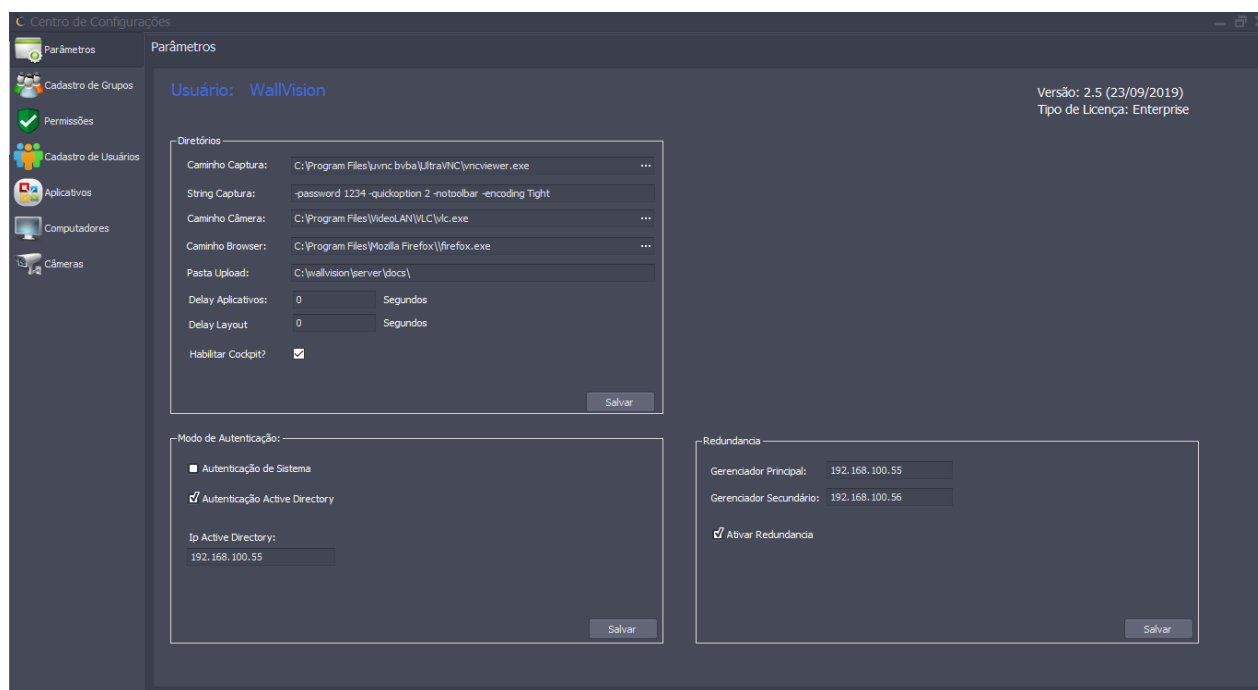 Centro de Configurações
Parâmetros
Cadastro de Grupos
Permissões
Cadastro de Usuários
Aplicativos
Computadores
Câmeras
Parâmetros
Usuário: WallVision
Versão: 2.5 (23/09/2019)
Tipo de Licença: Enterprise
Diretórios
Caminho Captura: C:\Program Files\uvnc bvba\UltraVNC\vncviewer.exe ...
String Captura: -password 1234 -quickoption 2 -notoolbar -encoding Tight
Caminho Câmera: C:\Program Files\VideoLAN\VLC\vlc.exe ...
Caminho Browser: C:\Program Files\Mozilla Firefox\\firefox.exe ...
Pasta Upload: C:\wallvision\server\docs\
Delay Aplicativos: 0 Segundos
Delay Layout 0 Segundos
Habilitar Cockpit?
Salvar
Modo de Autenticação:
Autenticação de Sistema
Autenticação Active Directory
Ip Active Directory:
192.168.100.55
Salvar
Redundancia
Gerenciador Principal: 192.168.100.55
Gerenciador Secundário: 192.168.100.56
Ativar Redundancia
Salvar